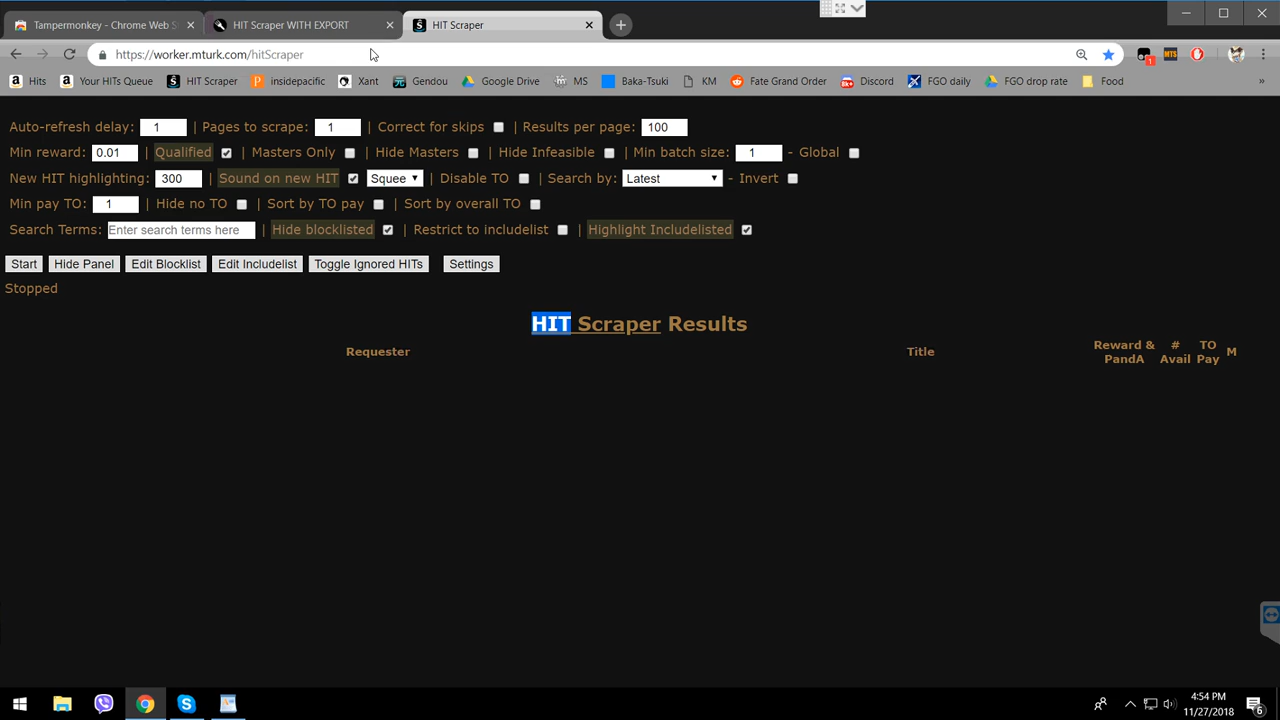 Tampermonkey - Chrome Web S
HIT Scraper WITH EXPORT
HIT Scraper
https://worker.mturk.com/hitScraper
1
MTS
Hits
Your HITs Queue
HIT Scraper
insidepacific
Xant
Gendou
Google Drive
MS
Baka-Tsuki
KM
Fate Grand Order
Discord
FGO daily
FGO drop rate
Food
»
Auto-refresh delay: 1 | Pages to scrape: 1 | Correct for skips | Results per page: 100
Min reward: 0.01 | Qualified | Masters Only | Hide Masters | Hide Infeasible | Min batch size: 1 - Global
New HIT highlighting: 300 | Sound on new HIT Squee | Disable TO | Search by: Latest - Invert
Min pay TO: 1 | Hide no TO | Sort by TO pay | Sort by overall TO
Search Terms: Enter search terms here | Hide blocklisted | Restrict to includelist | Highlight Includelisted
Start Hide Panel Edit Blocklist Edit Includelist Toggle Ignored HITs Settings
Stopped
HIT Scraper Results
Requester
Title
Reward &
PandA
#
Avail
TO
Pay
M
4:54 PM
11/27/2018
6